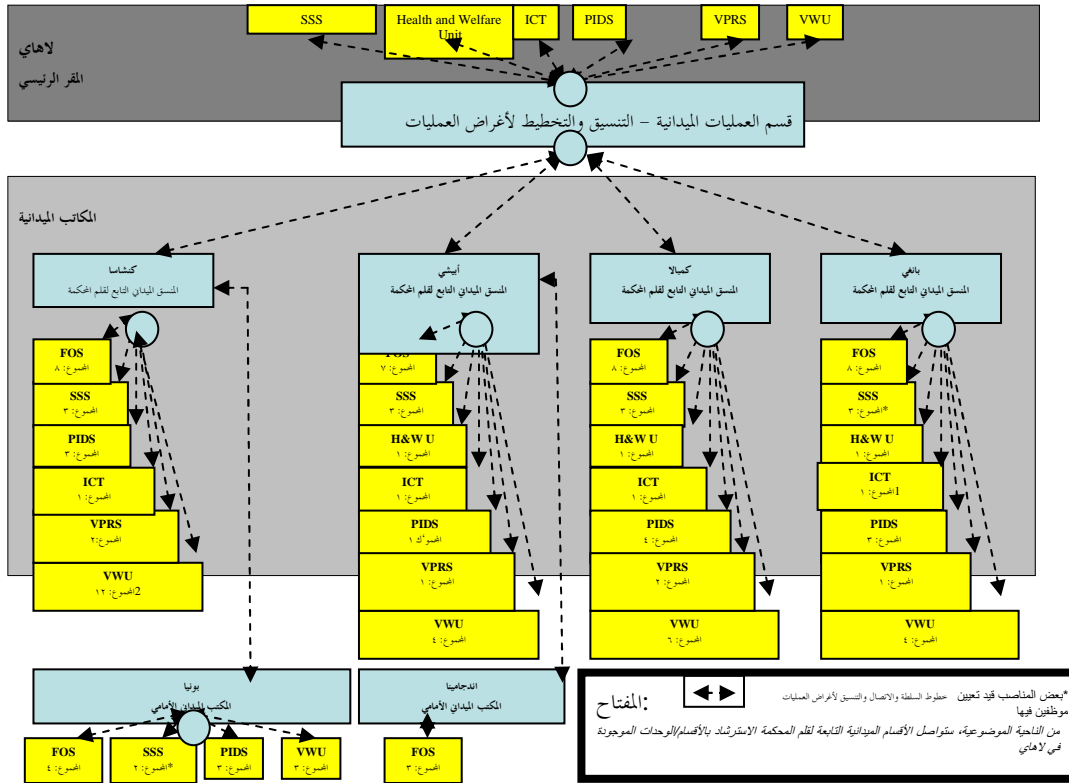 SSS
Health and Welfare
Unit
ICT
PIDS
VPRS
VWU
لاهاي
المقر الرئيسي
قسم العمليات الميدانية – التنسيق والتخطيط لأغراض العمليات
المكاتب الميدانية
كنشاسا
المنسق الميداني التابع لقلم المحكمة
FOS
المجموع: ٨
SSS
المجموع: ٣
PIDS
المجموع: ٣
ICT
المجموع: ١
VPRS
المجموع:٢
VWU
2المجموع: ١٢
أبيشي
المنسق الميداني التابع لقلم المحكمة
FOS
المجموع: ٧
SSS
المجموع: ٣
H&W U
المجموع: ١
ICT
المجموع: ١
PIDS
المجمو'ك ١
VPRS
المجموع: ١
VWU
المجموع: ٤
كمبالا
المنسق الميداني التابع لقلم المحكمة
FOS
المجموع: ٨
SSS
المجموع: ٣
H&W U
المجموع: ١
ICT
المجموع: ١
PIDS
المجموع: ٤
VPRS
المجموع: ٢
VWU
المجموع: ٦
بانغي
المنسق الميداني التابع لقلم المحكمة
FOS
المجموع: ٨
SSS
*المجموع: ٣
H&W U
المجموع: ١
ICT
1المجموع: ١
PIDS
المجموع: ٣
VPRS
المجموع: ١
VWU
المجموع: ٤
بونيا
المكتب الميداني الأمامي
FOS
المجموع: ٤
SSS
*المجموع: ٢
PIDS
المجموع: ٣
VWU
المجموع: ٣
اندجامينا
المكتب الميداني الأمامي
FOS
المجموع: ٣
المفتاح:
خطوط السلطة والاتصال والتنسيق لأغراض العمليات
*بعض المناصب قيد تعيين
موظفين فيها
من الناحية الموضوعية، ستواصل الأقسام الميدانية التابعة لقلم المحكمة الاسترشاد بالأقسام/الوحدات الموجودة
في لاهاي